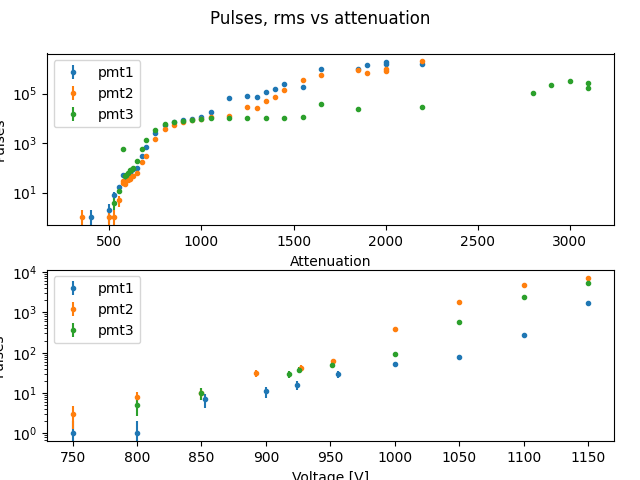 Pulses, rms vs attenuation
Pulses
10^5
10^3
10^1
pmt1
pmt2
pmt3
500 1000 1500 2000 2500 3000
Attenuation
Pulses
10^4
10^3
10^2
10^1
10^0
pmt1
pmt2
pmt3
750 800 850 900 950 1000 1050 1100 1150
Voltage [V]